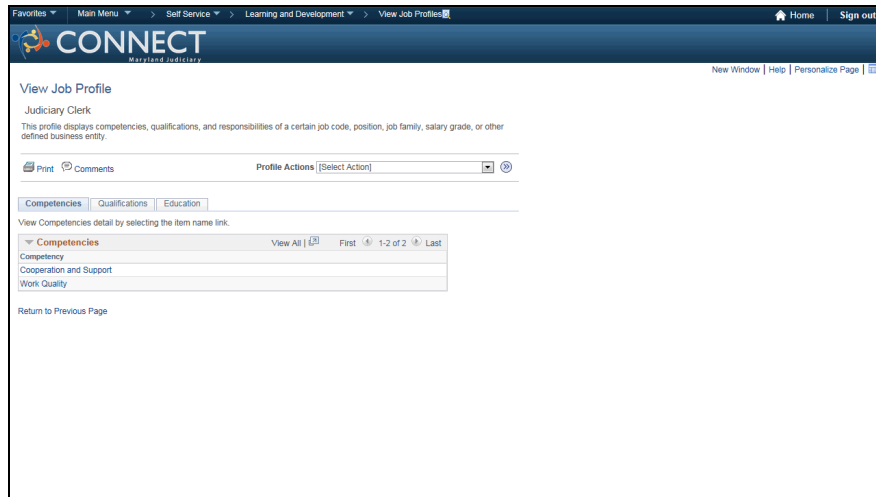 Favorites Main Menu > Self Service > Learning and Development > View Job Profiles Home Sign out
CONNECT
Maryland Judiciary
New Window | Help | Personalize Page |
View Job Profile
Judiciary Clerk
This profile displays competencies, qualifications, and responsibilities of a certain job code, position, job family, salary grade, or other
defined business entity.
Print Comments Profile Actions [Select Action]
Competencies Qualifications Education
View Competencies detail by selecting the item name link.
Competencies View All | First 1-2 of 2 Last
Competency
Cooperation and Support
Work Quality
Return to Previous Page